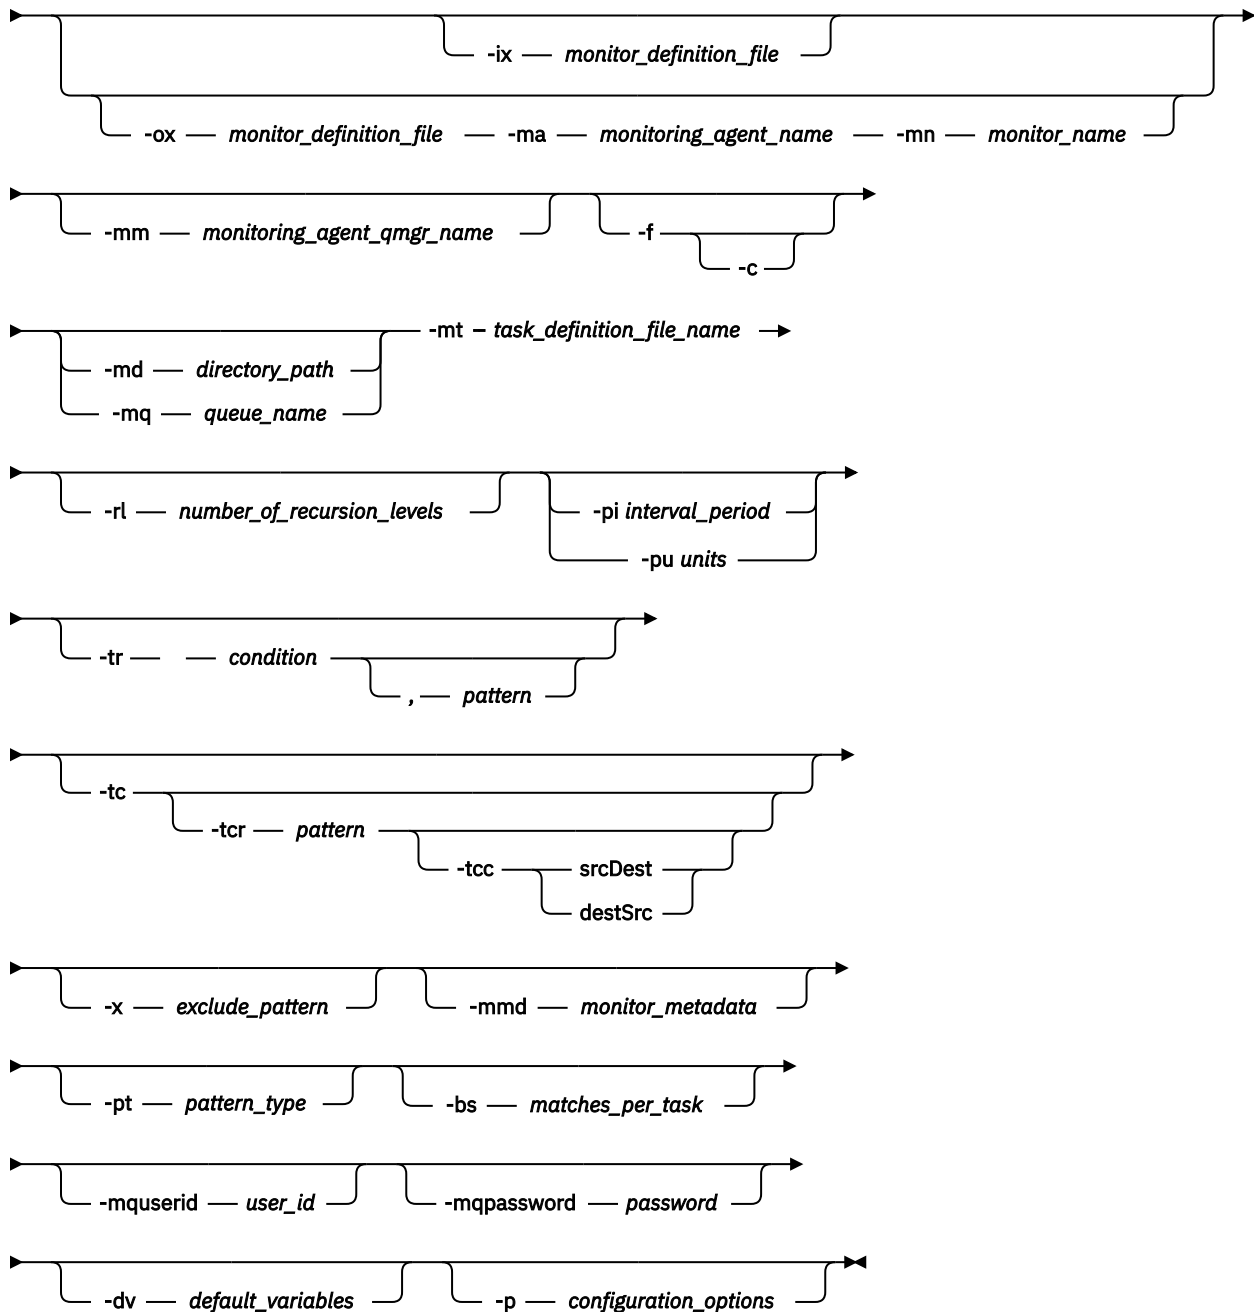 -ix monitor_definition_file
-ox monitor_definition_file -ma monitoring_agent_name -mn monitor_name
-mm monitoring_agent_qmgr_name -f
-c
-mt task_definition_file_name
-md directory_path
-mq queue_name
-rl number_of_recursion_levels -pi interval_period
-pu units
-tr condition
, pattern
-tc
-tcr pattern
-tcc srcDest
destSrc
-x exclude_pattern -mmd monitor_metadata
-pt pattern_type -bs matches_per_task
-mquserid user_id -mqpassword password
-dv default_variables -p configuration_options